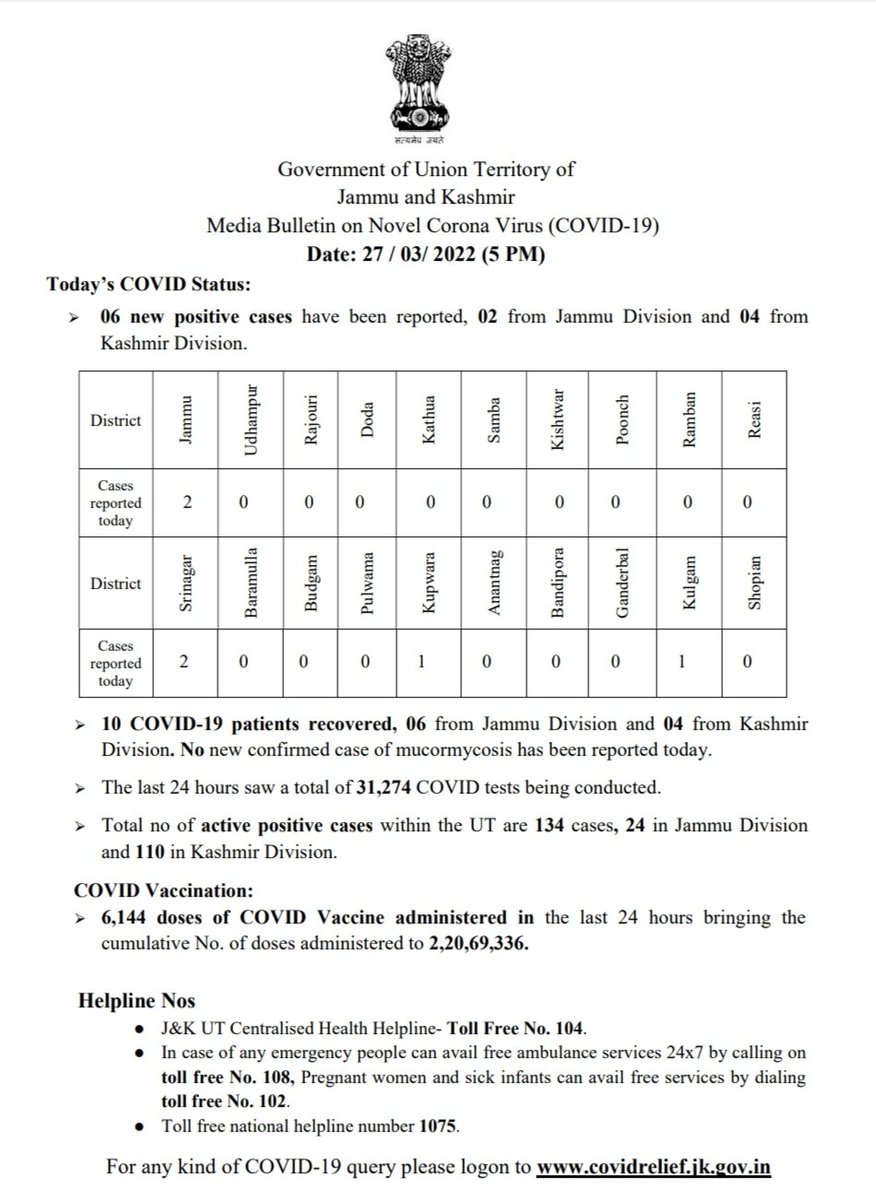 सत्यमेव जयते
Government of Union Territory of
Jammu and Kashmir
Media Bulletin on Novel Corona Virus (COVID-19)
Date: 27 / 03/ 2022 (5 PM)
Today’s COVID Status:
➢ 06 new positive cases have been reported, 02 from Jammu Division and 04 from
Kashmir Division.
District Jammu Udhampur Rajouri Doda Kathua Samba Kishtwar Poonch Ramban Reasi
Cases
reported
today
2 0 0 0 0 0 0 0 0 0
District Srinagar Baramulla Budgam Pulwama Kupwara Anantnag Bandipora Ganderbal Kulgam Shopian
Cases
reported
today
2 0 0 0 1 0 0 0 1 0
➢ 10 COVID-19 patients recovered, 06 from Jammu Division and 04 from Kashmir
Division. No new confirmed case of mucormycosis has been reported today.
➢ The last 24 hours saw a total of 31,274 COVID tests being conducted.
➢ Total no of active positive cases within the UT are 134 cases, 24 in Jammu Division
and 110 in Kashmir Division.
COVID Vaccination:
➢ 6,144 doses of COVID Vaccine administered in the last 24 hours bringing the
cumulative No. of doses administered to 2,20,69,336.
Helpline Nos
● J&K UT Centralised Health Helpline- Toll Free No. 104.
● In case of any emergency people can avail free ambulance services 24x7 by calling on
toll free No. 108, Pregnant women and sick infants can avail free services by dialing
toll free No. 102.
● Toll free national helpline number 1075.
For any kind of COVID-19 query please logon to www.covidrelief.jk.gov.in